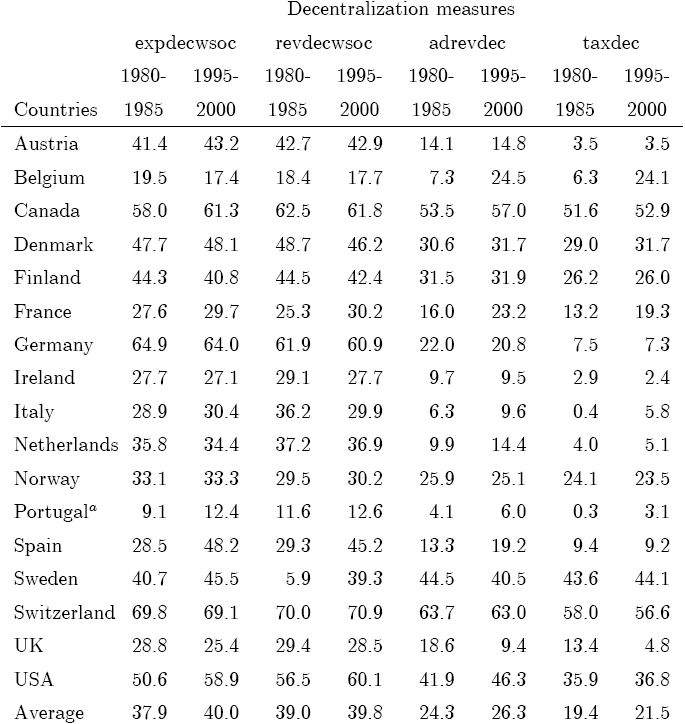 Decentralization measures
expdecwsoc revdecwsoc adrevdec taxdec
1980- 1995- 1980- 1995- 1980- 1995- 1980- 1995-
Countries 1985 2000 1985 2000 1985 2000 1985 2000
Austria 41.4 43.2 42.7 42.9 14.1 14.8 3.5 3.5
Belgium 19.5 17.4 18.4 17.7 7.3 24.5 6.3 24.1
Canada 58.0 61.3 62.5 61.8 53.5 57.0 51.6 52.9
Denmark 47.7 48.1 48.7 46.2 30.6 31.7 29.0 31.7
Finland 44.3 40.8 44.5 42.4 31.5 31.9 26.2 26.0
France 27.6 29.7 25.3 30.2 16.0 23.2 13.2 19.3
Germany 64.9 64.0 61.9 60.9 22.0 20.8 7.5 7.3
Ireland 27.7 27.1 29.1 27.7 9.7 9.5 2.9 2.4
Italy 28.9 30.4 36.2 29.9 6.3 9.6 0.4 5.8
Netherlands 35.8 34.4 37.2 36.9 9.9 14.4 4.0 5.1
Norway 33.1 33.3 29.5 30.2 25.9 25.1 24.1 23.5
Portugalᵃ 9.1 12.4 11.6 12.6 4.1 6.0 0.3 3.1
Spain 28.5 48.2 29.3 45.2 13.3 19.2 9.4 9.2
Sweden 40.7 45.5 5.9 39.3 44.5 40.5 43.6 44.1
Switzerland 69.8 69.1 70.0 70.9 63.7 63.0 58.0 56.6
UK 28.8 25.4 29.4 28.5 18.6 9.4 13.4 4.8
USA 50.6 58.9 56.5 60.1 41.9 46.3 35.9 36.8
Average 37.9 40.0 39.0 39.8 24.3 26.3 19.4 21.5